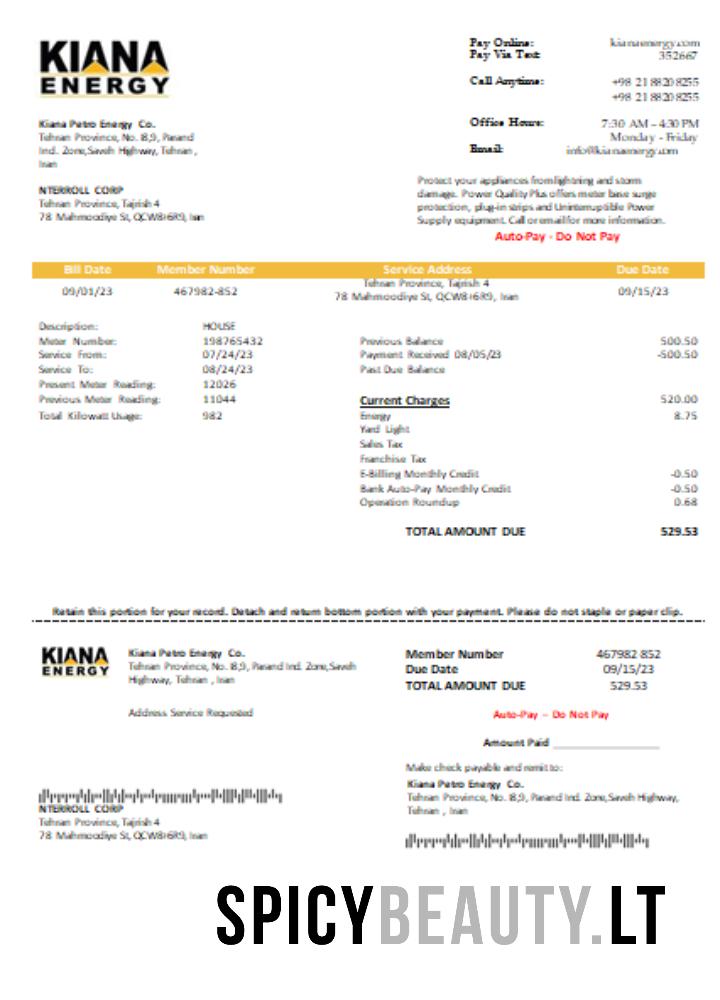 KIANA
ENERGY
Pay Online: kianaenergy.com
Pay Via Text: 352667
Call Anytime: +98 21 8820 8255
+98 21 8820 8255
Kiana Petro Energy Co.
Tehran Province, No. 18,9, Parand
Ind. Zone,Saveh Highway, Tehran ,
Iran
Office Hours: 7:30 AM – 4:30 PM
Monday - Friday
Email: info@kianaenergy.com
NTERROLL CORP
Tehran Province, Tajrish 4
78 Mahmoodiye St, QCW8+6R9, Iran
Protect your appliances from lightning and storm
damage. Power Quality Plus offers meter base surge
protection, plug-in strips and Uninterruptible Power
Supply equipment. Call or email for more information.
Auto-Pay - Do Not Pay
Bill Date Member Number Service Address Due Date
09/01/23 467982-852 Tehran Province, Tajrish 4
78 Mahmoodiye St, QCW8+6R9, Iran 09/15/23
Description: HOUSE
Meter Number: 198765432
Service From: 07/24/23
Service To: 08/24/23
Present Meter Reading: 12026
Previous Meter Reading: 11044
Total Kilowatt Usage: 982
Previous Balance 500.50
Payment Received 08/05/23 -500.50
Past Due Balance
Current Charges 520.00
Energy 8.75
Yard Light
Sales Tax
Franchise Tax
E-Billing Monthly Credit -0.50
Bank Auto-Pay Monthly Credit -0.50
Operation Roundup 0.68
TOTAL AMOUNT DUE 529.53
Retain this portion for your record. Detach and return bottom portion with your payment. Please do not staple or paper clip.
KIANA
ENERGY
Kiana Petro Energy Co.
Tehran Province, No. 18,9, Parand Ind. Zone,Saveh
Highway, Tehran , Iran
Address Service Requested
Member Number 467982 852
Due Date 09/15/23
TOTAL AMOUNT DUE 529.53
Auto-Pay – Do Not Pay
Amount Paid
Make check payable and remit to:
Kiana Petro Energy Co.
Tehran Province, No. 18,9, Parand Ind. Zone,Saveh Highway,
Tehran , Iran
NTERROLL CORP
Tehran Province, Tajrish 4
78 Mahmoodiye St, QCW8+6R9, Iran
SPICYBEAUTY.LT